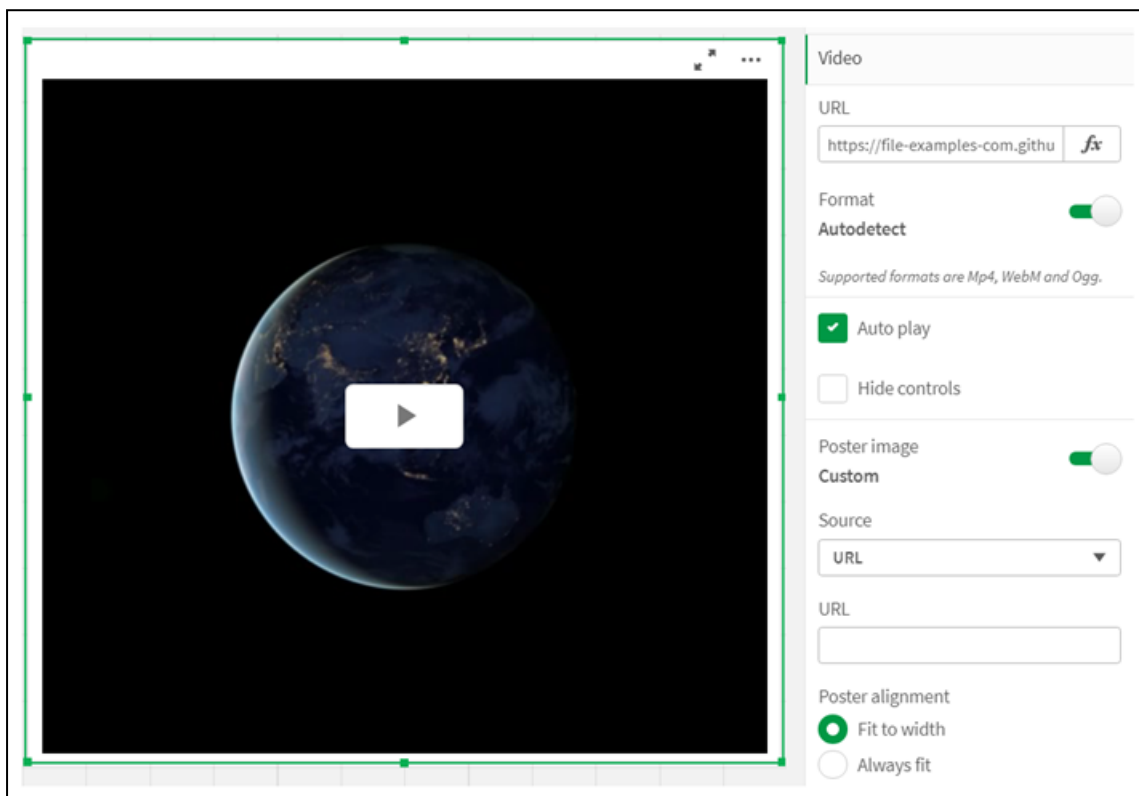 Video
URL
https://file-examples-com.githu
fx
Format
Autodetect
Supported formats are Mp4, WebM and Ogg.
Auto play
Hide controls
Poster image
Custom
Source
URL
URL
Poster alignment
Fit to width
Always fit